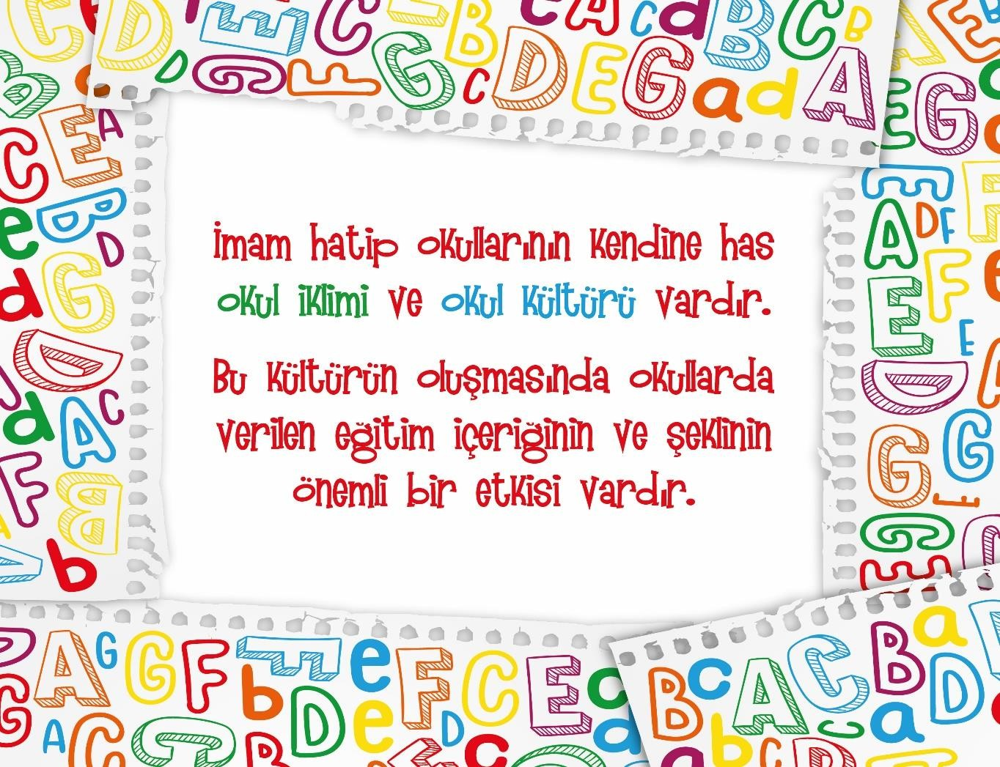 İmam hatip okullarının kendine has
okul iklimi ve okul kültürü vardır.
Bu kültürün oluşmasında okullarda
verilen eğitim içeriğinin ve şeklinin
önemli bir etkisi vardır.